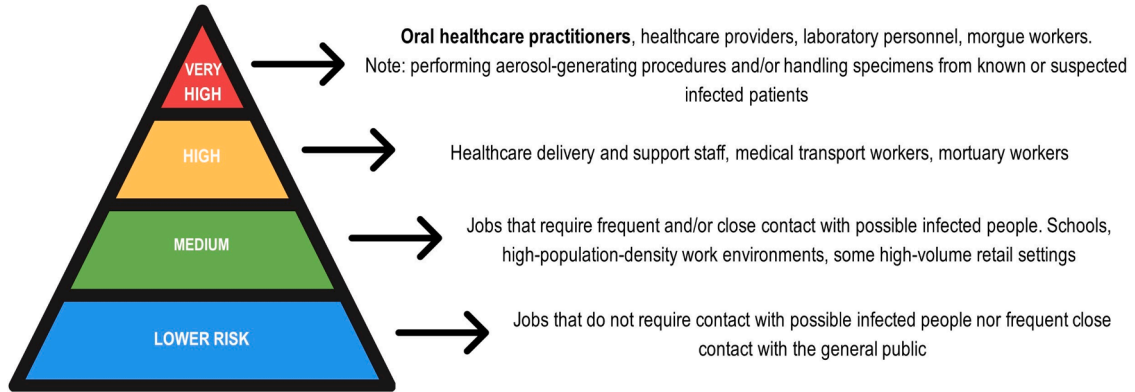 Oral healthcare practitioners, healthcare providers, laboratory personnel, morgue workers.
Note: performing aerosol-generating procedures and/or handling specimens from known or suspected
infected patients
VERY
HIGH
Healthcare delivery and support staff, medical transport workers, mortuary workers
HIGH
Jobs that require frequent and/or close contact with possible infected people. Schools,
high-population-density work environments, some high-volume retail settings
MEDIUM
Jobs that do not require contact with possible infected people nor frequent close
contact with the general public
LOWER RISK